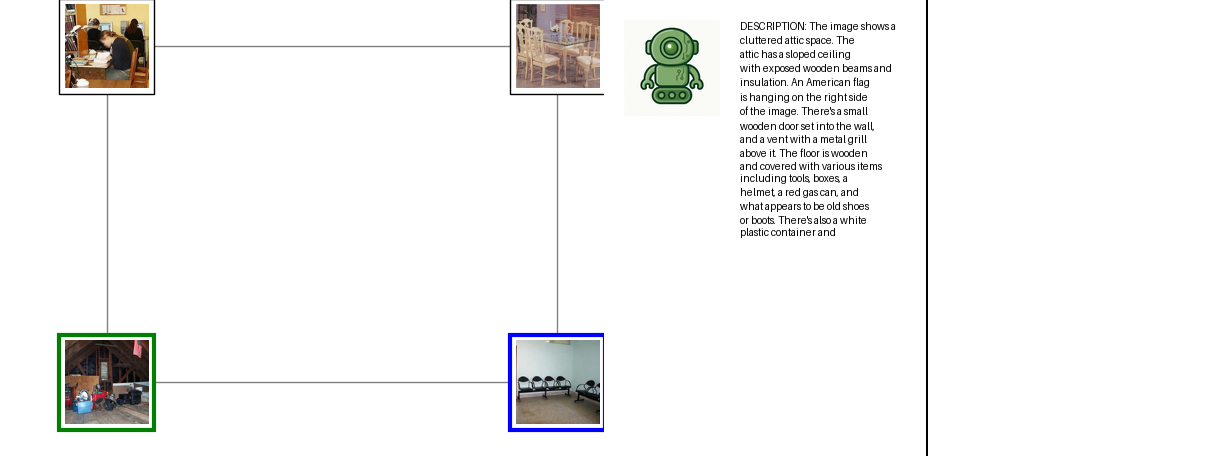 DESCRIPTION: The image shows a
cluttered attic space. The
attic has a sloped ceiling
with exposed wooden beams and
insulation. An American flag
is hanging on the right side
of the image. There's a small
wooden door set into the wall,
and a vent with a metal grill
above it. The floor is wooden
and covered with various items
including tools, boxes, a
helmet, a red gas can, and
what appears to be old shoes
or boots. There's also a white
plastic container and